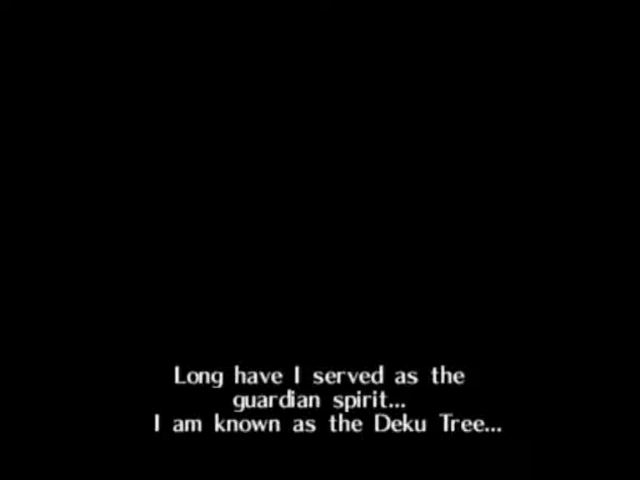 Long have I served as the
guardian spirit...
I am known as the Deku Tree...